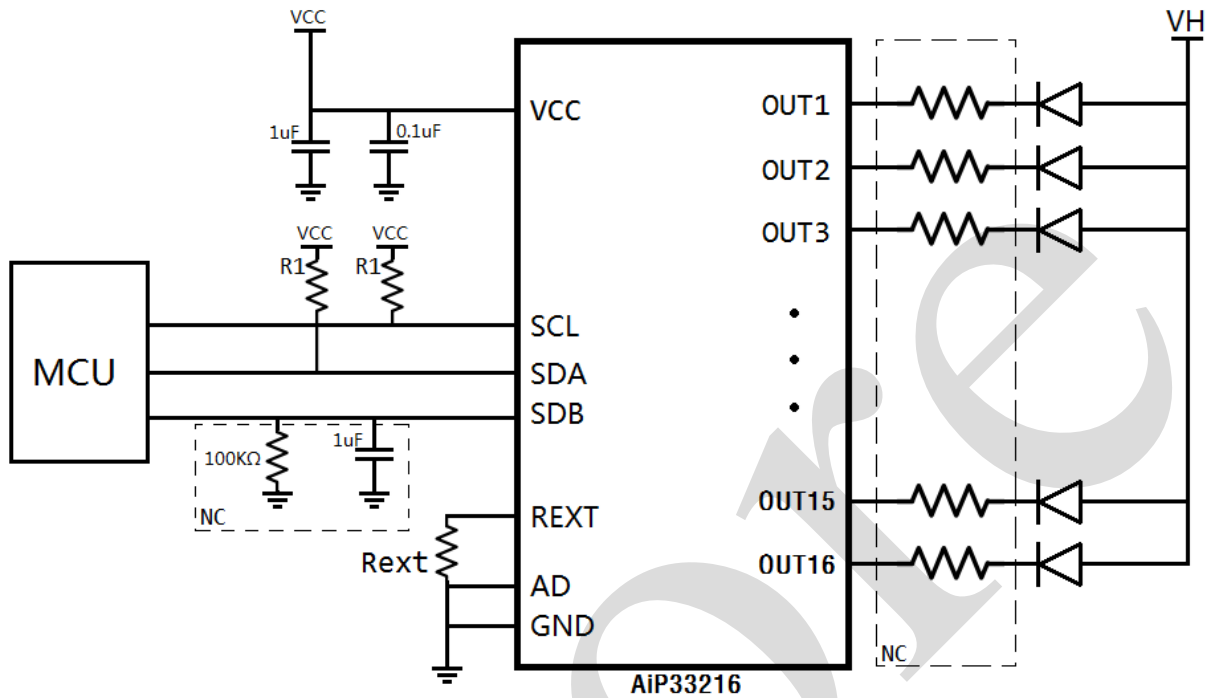 VCC
VH
VCC
OUT1
1uF
0.1uF
OUT2
OUT3
VCC
VCC
R1
R1
SCL
MCU
SDA
SDB
1uF
100KΩ
NC
OUT15
REXT
Rext
OUT16
AD
GND
NC
AiP33216
ore